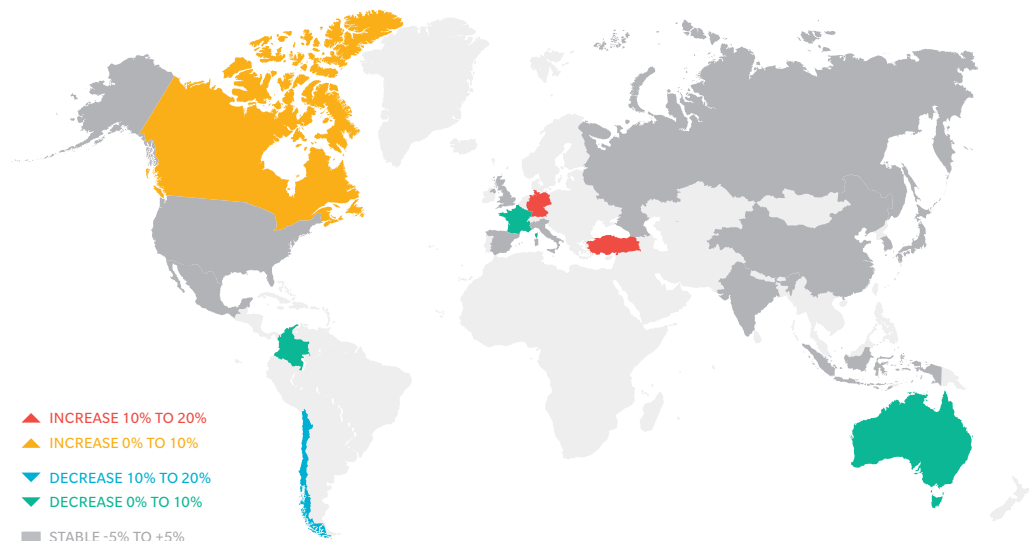 INCREASE 10% TO 20%
INCREASE 0% TO 10%
DECREASE 10% TO 20%
DECREASE 0% TO 10%
STABLE -5% TO +5%